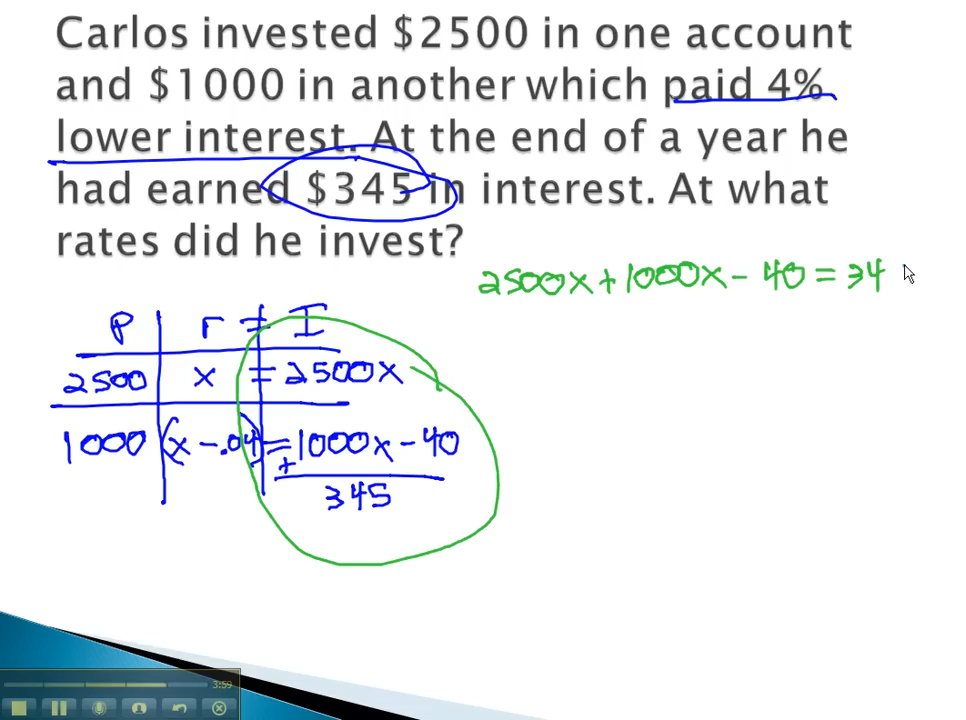 Carlos invested $2500 in one account
and $1000 in another which paid 4%
lower interest. At the end of a year he
had earned $345 in interest. At what
rates did he invest?
2500x + 1000x - 40 = 34
P r = I
2500 x = 2500x
1000 (x - .04) = 1000x - 40
+
345
3:59